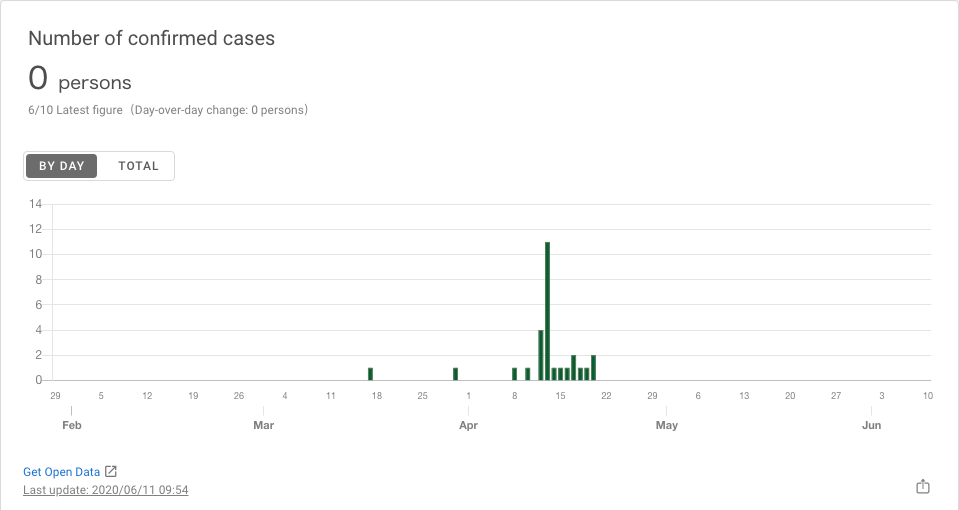 Number of confirmed cases
0 persons
6/10 Latest figure（Day-over-day change: 0 persons）
BY DAY TOTAL
14
12
10
8
6
4
2
0
29 5 12 19 26 4 11 18 25 1 8 15 22 29 6 13 20 27 3 10
Feb Mar Apr May Jun
Get Open Data
Last update: 2020/06/11 09:54